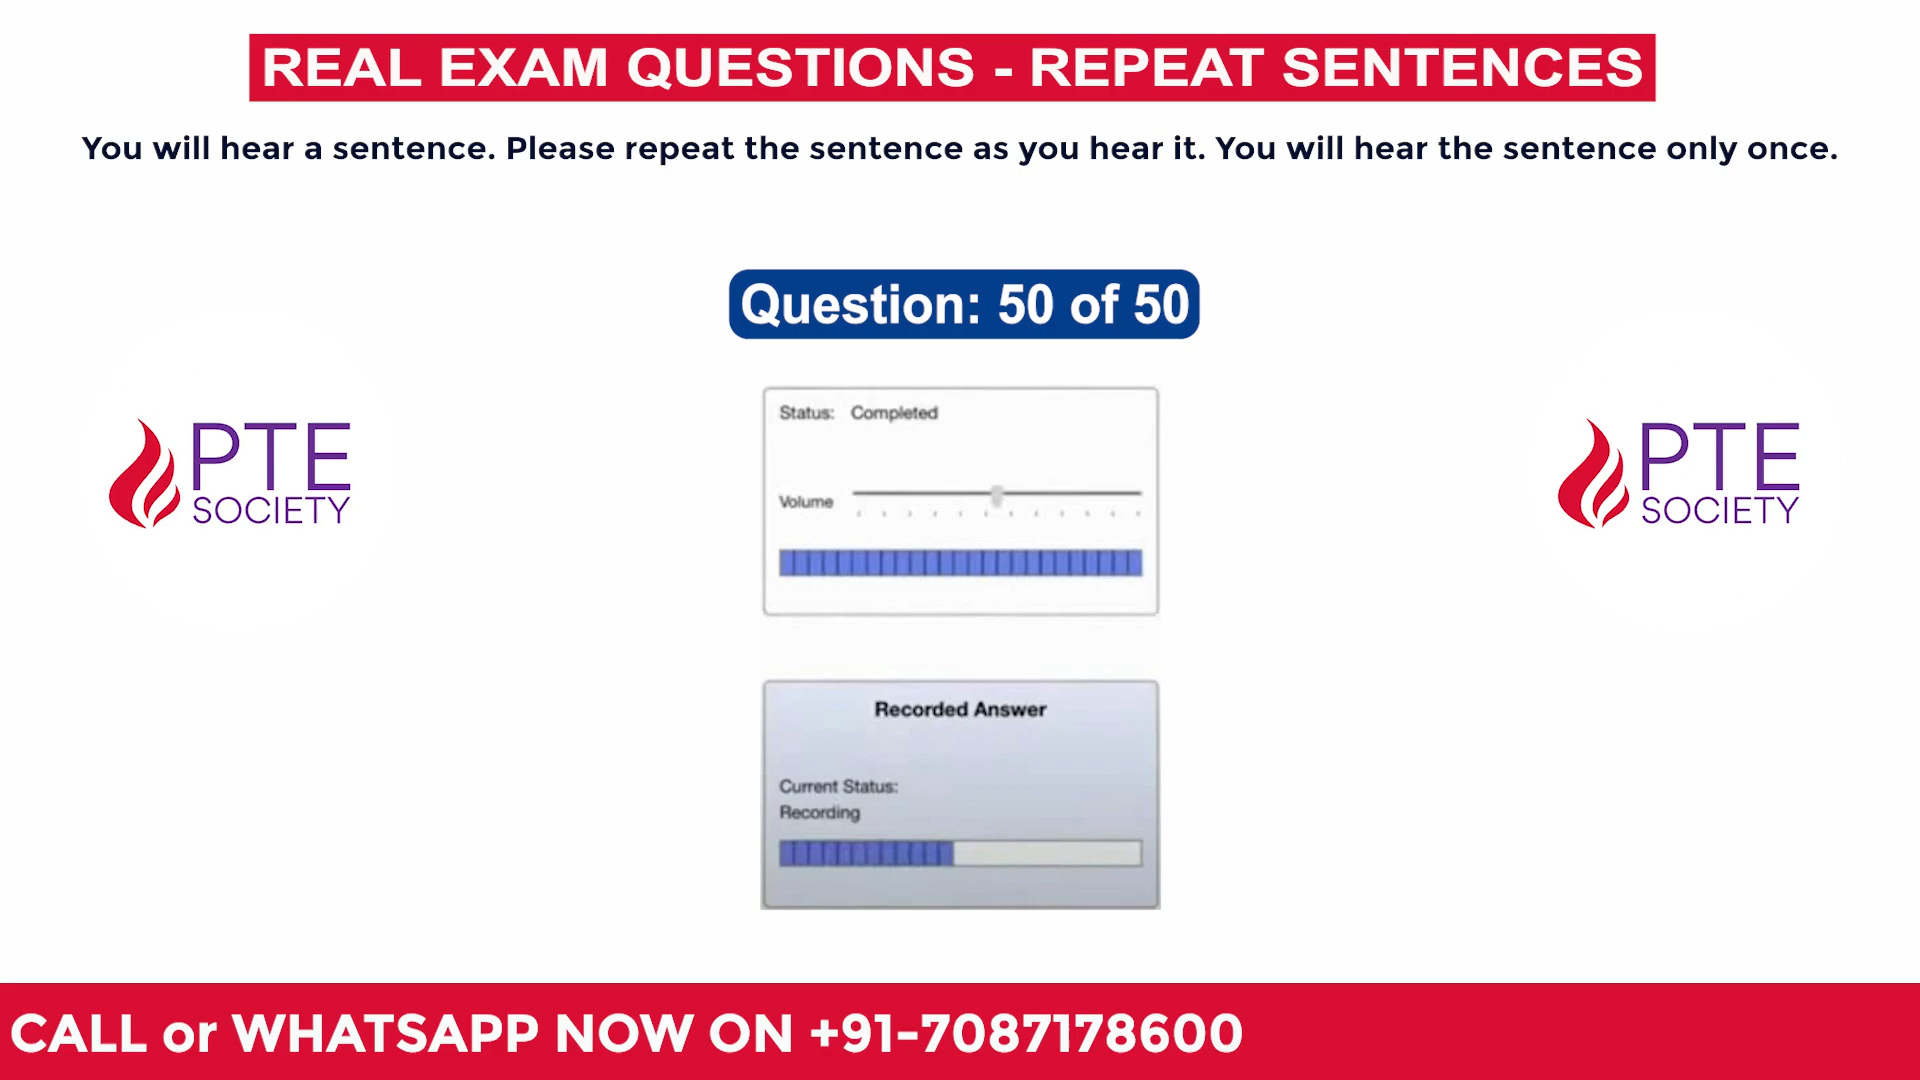 REAL EXAM QUESTIONS - REPEAT SENTENCES
You will hear a sentence. Please repeat the sentence as you hear it. You will hear the sentence only once.
Question: 50 of 50
Status: Completed
Volume
PTE
SOCIETY
PTE
SOCIETY
Recorded Answer
Current Status:
Recording
CALL or WHATSAPP NOW ON +91-7087178600